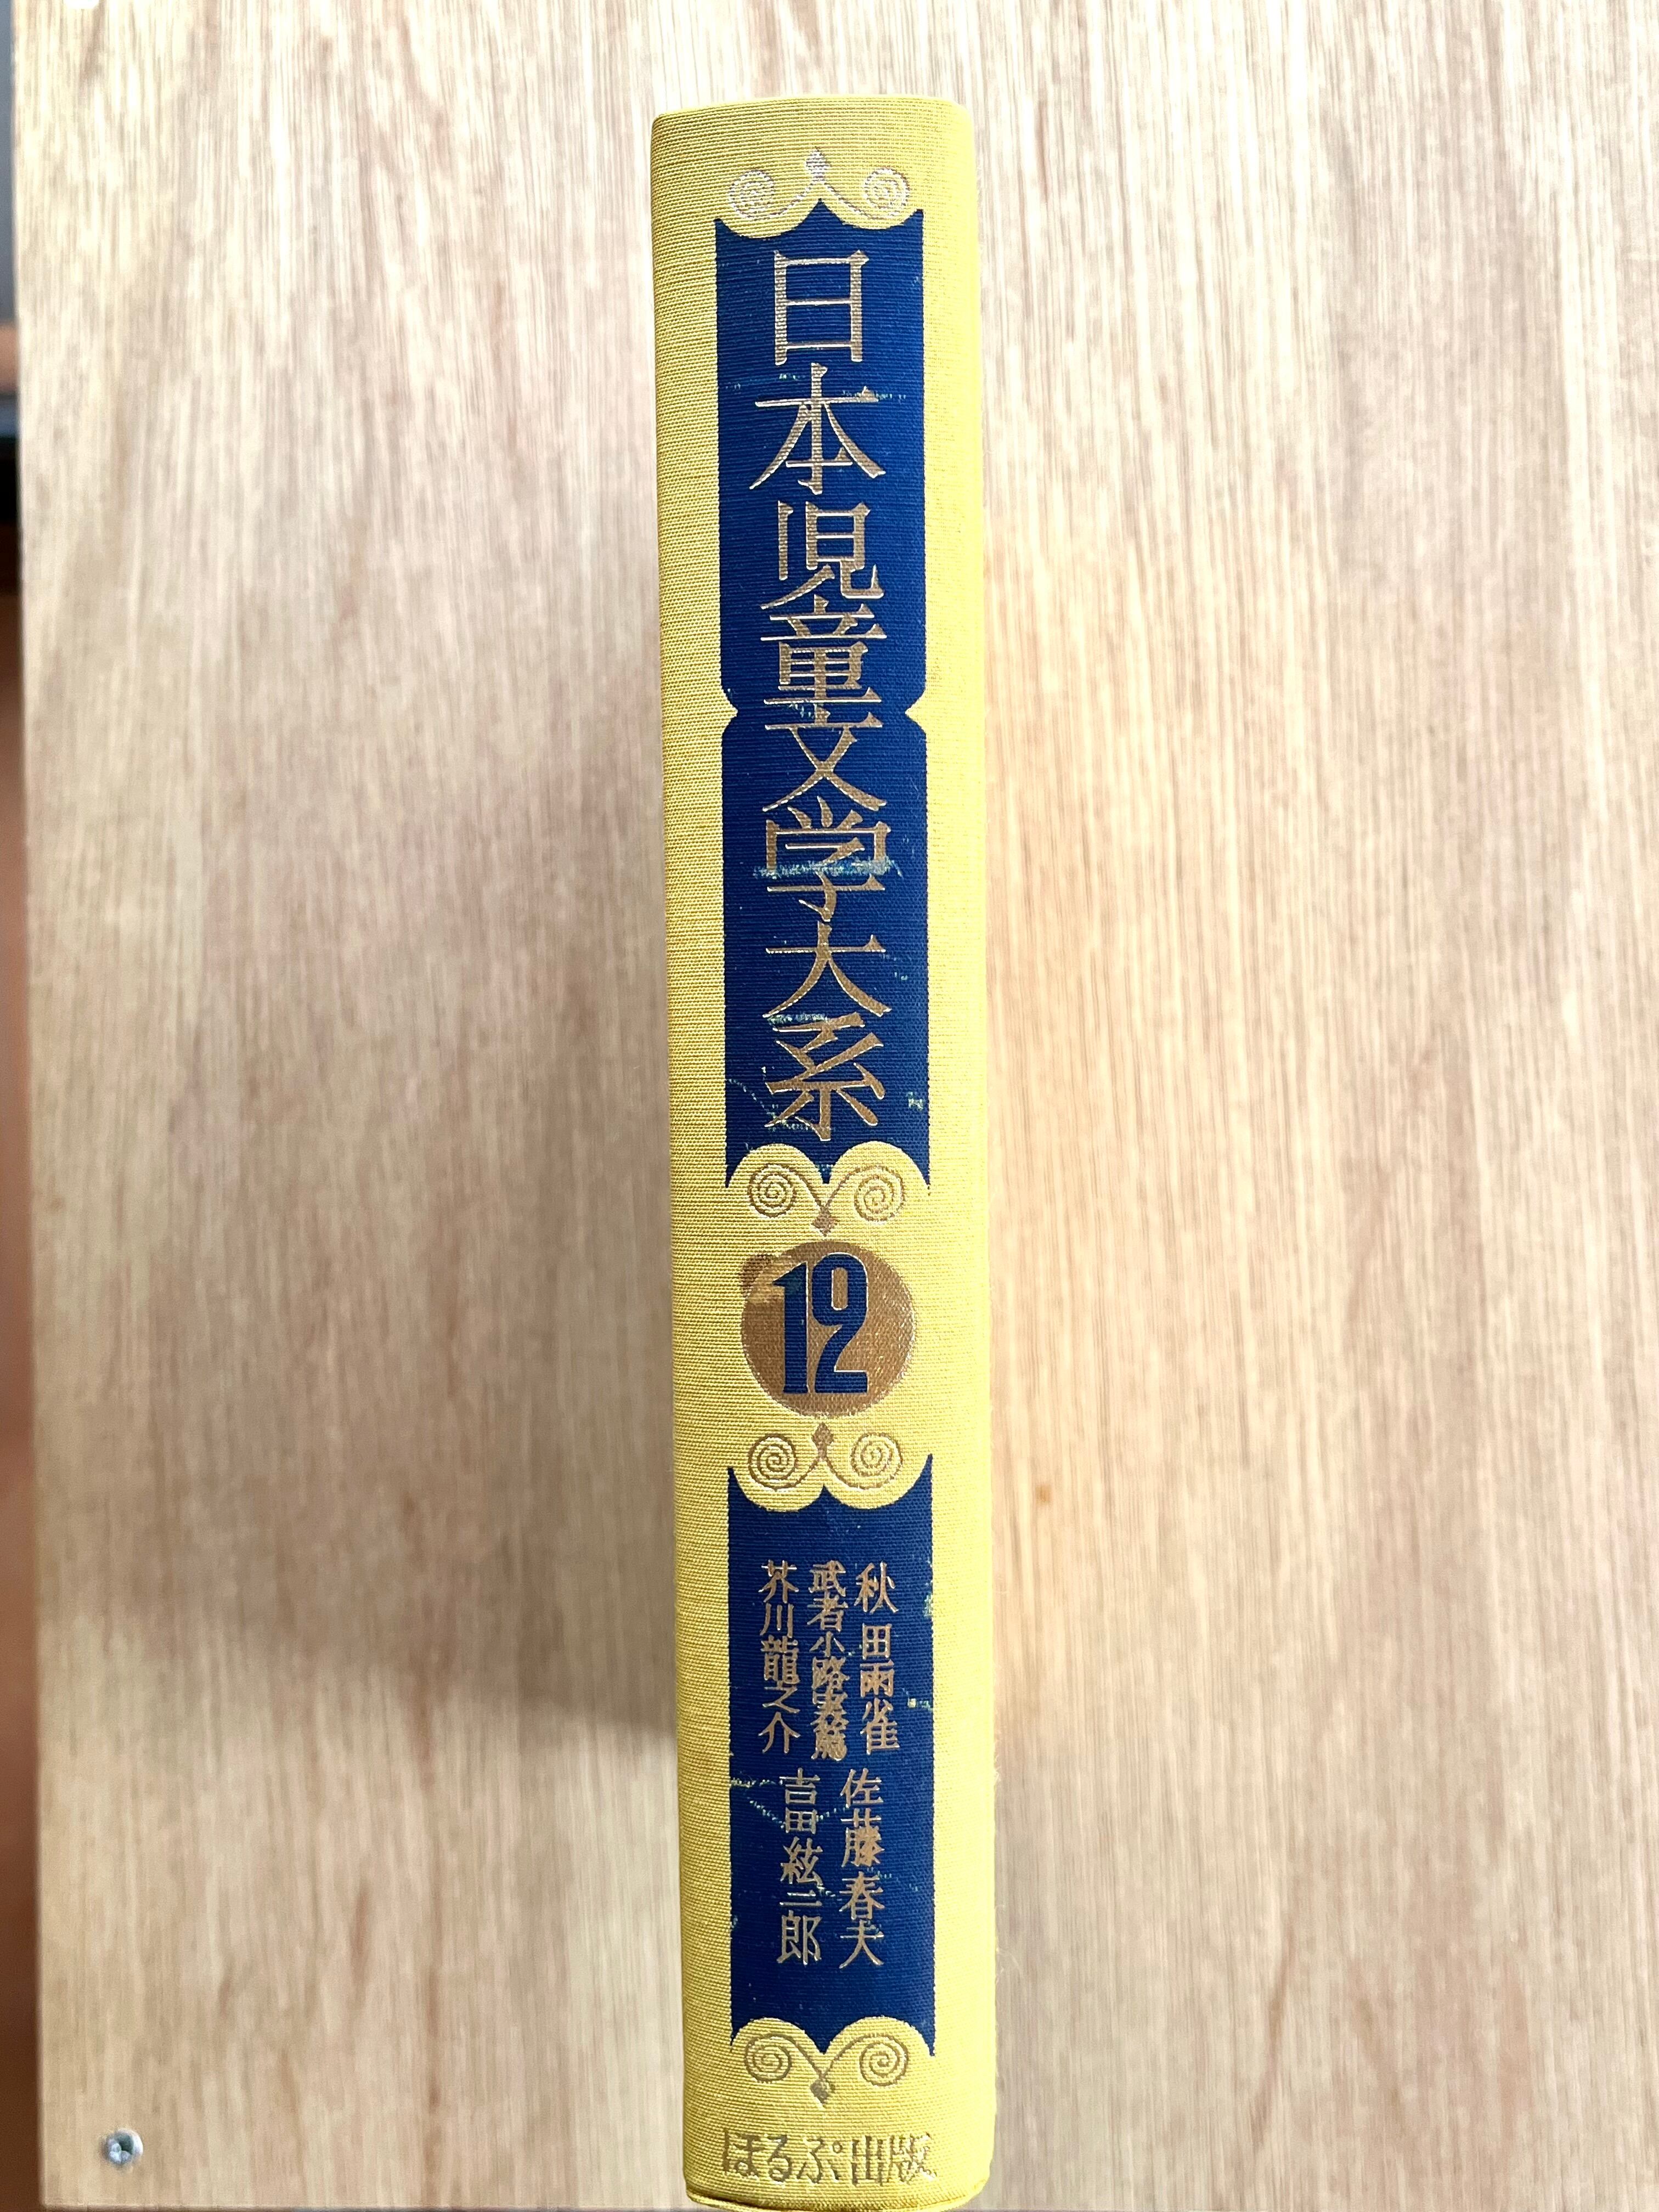 日本児童文学大系
12
秋田雨雀
武者小路実篤
芥川龍之介
佐藤春夫
吉田絃二郎
ほるぷ出版